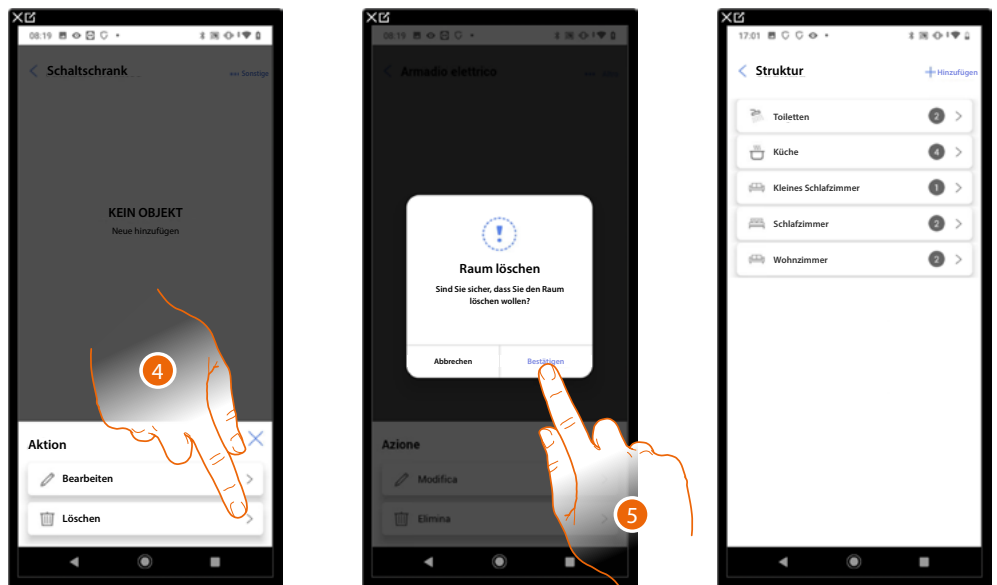 08:19
Schaltschrank
••• Sonstige
KEIN OBJEKT
Neue hinzufügen
4
Aktion
Bearbeiten
Löschen
08:19
Armadio elettrico
Raum löschen
Sind Sie sicher, dass Sie den Raum
löschen wollen?
Abbrechen
Bestätigen
Azione
Modifica
Elimina
5
17:01
Struktur
+ Hinzufügen
Toiletten
2
Küche
4
Kleines Schlafzimmer
1
Schlafzimmer
2
Wohnzimmer
2